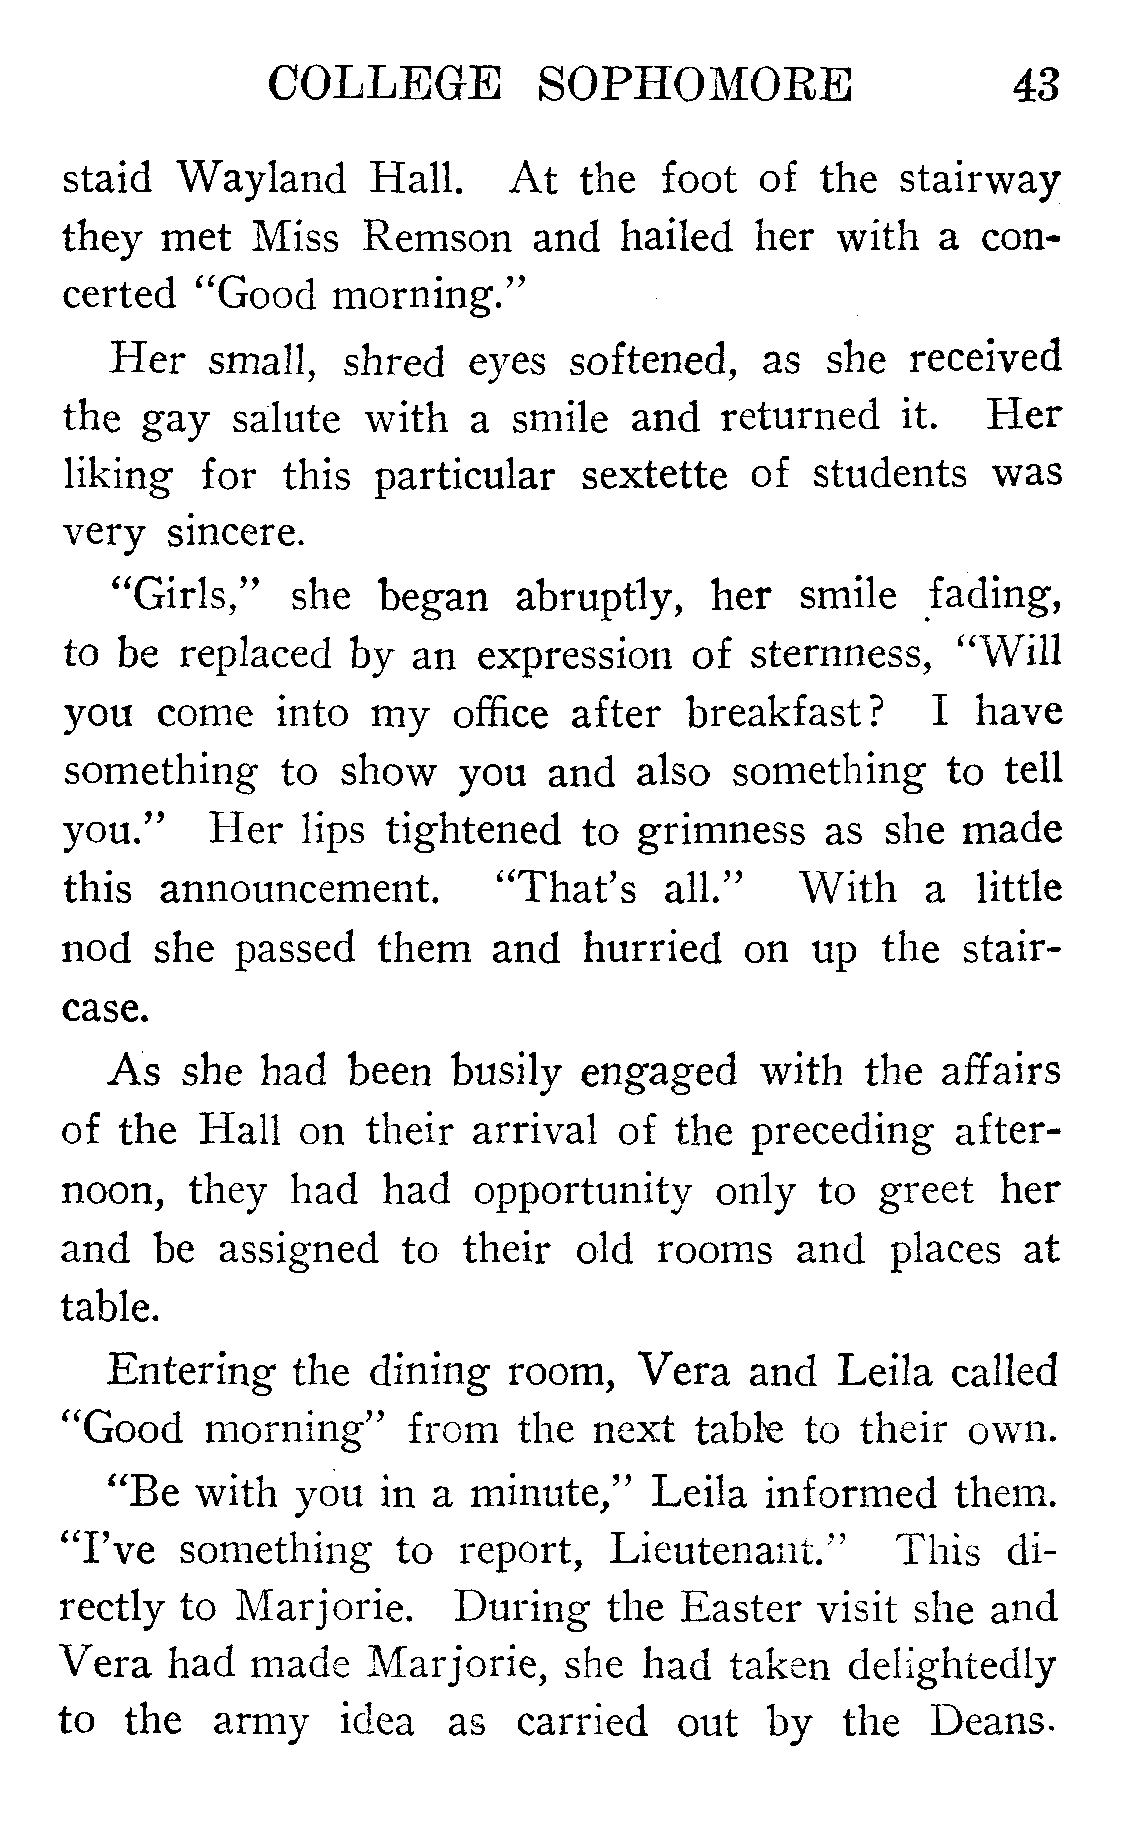 COLLEGE SOPHOMORE 43
staid Wayland Hall. At the foot of the stairway
they met Miss Remson and hailed her with a con-
certed “Good morning.”
Her small, shred eyes softened, as she received
the gay salute with a smile and returned it. Her
liking for this particular sextette of students was
very sincere.
“Girls,” she began abruptly, her smile fading,
to be replaced by an expression of sternness, “Will
you come into my office after breakfast? I have
something to show you and also something to tell
you.” Her lips tightened to grimness as she made
this announcement. “That’s all.” With a little
nod she passed them and hurried on up the stair-
case.
As she had been busily engaged with the affairs
of the Hall on their arrival of the preceding after-
noon, they had had opportunity only to greet her
and be assigned to their old rooms and places at
table.
Entering the dining room, Vera and Leila called
“Good morning” from the next table to their own.
“Be with you in a minute,” Leila informed them.
“I’ve something to report, Lieutenant.” This di-
rectly to Marjorie. During the Easter visit she and
Vera had made Marjorie, she had taken delightedly
to the army idea as carried out by the Deans.